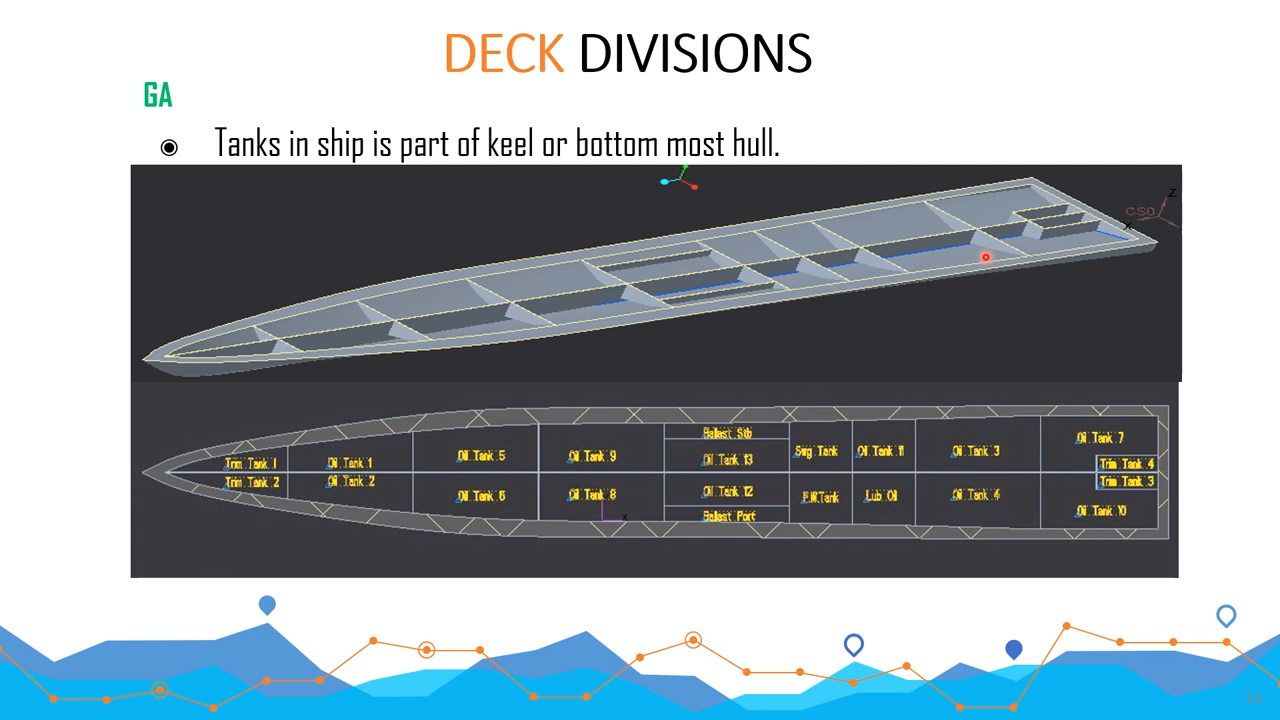 DECK DIVISIONS
GA
Tanks in ship is part of keel or bottom most hull.
Z
CS0
X
Ballast Stb
Oil Tank 7
Trim Tank 1
Oil Tank 1
Oil Tank 5
Oil Tank 9
Oil Tank 13
Swg Tank
Oil Tank 11
Oil Tank 3
Trim Tank 4
Trim Tank 2
Oil Tank 2
Oil Tank 6
Oil Tank 8
Oil Tank 12
Lub Oil
Oil Tank 4
Trim Tank 3
Ballast Port
X
Oil Tank 10
13